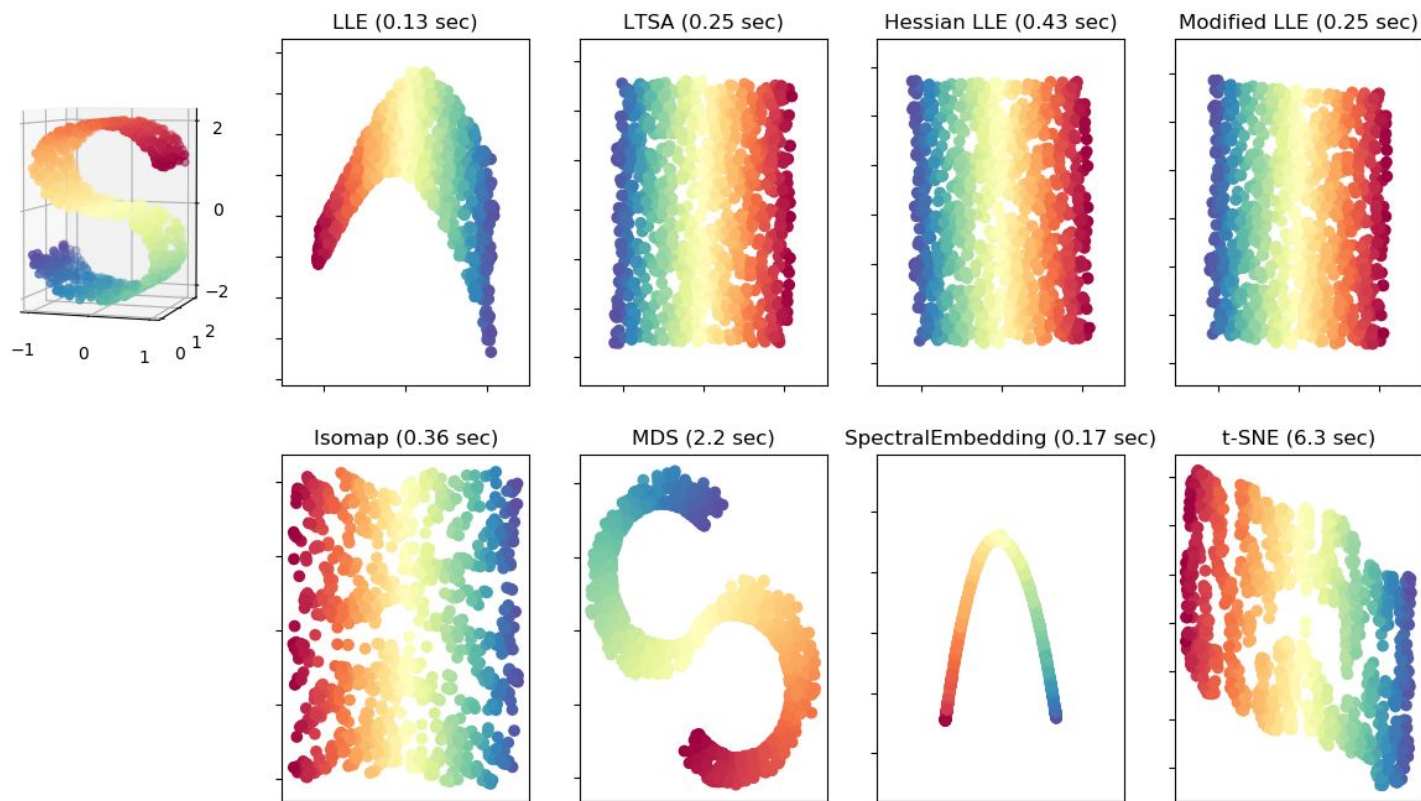 LLE (0.13 sec)
LTSA (0.25 sec)
Hessian LLE (0.43 sec)
Modified LLE (0.25 sec)
2
0
−2
−1
0
1
0
1
2
Isomap (0.36 sec)
MDS (2.2 sec)
SpectralEmbedding (0.17 sec)
t-SNE (6.3 sec)